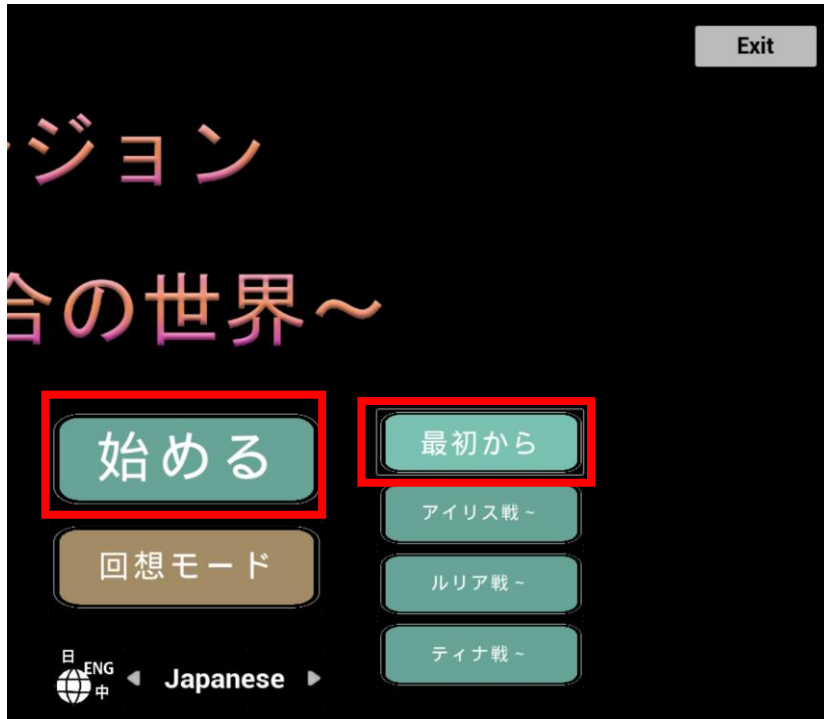 Exit
ージョン
合の世界～
始める
最初から
アイリス戦~
回想モード
ルリア戦~
ティナ戦~
日
ENG
中
Japanese